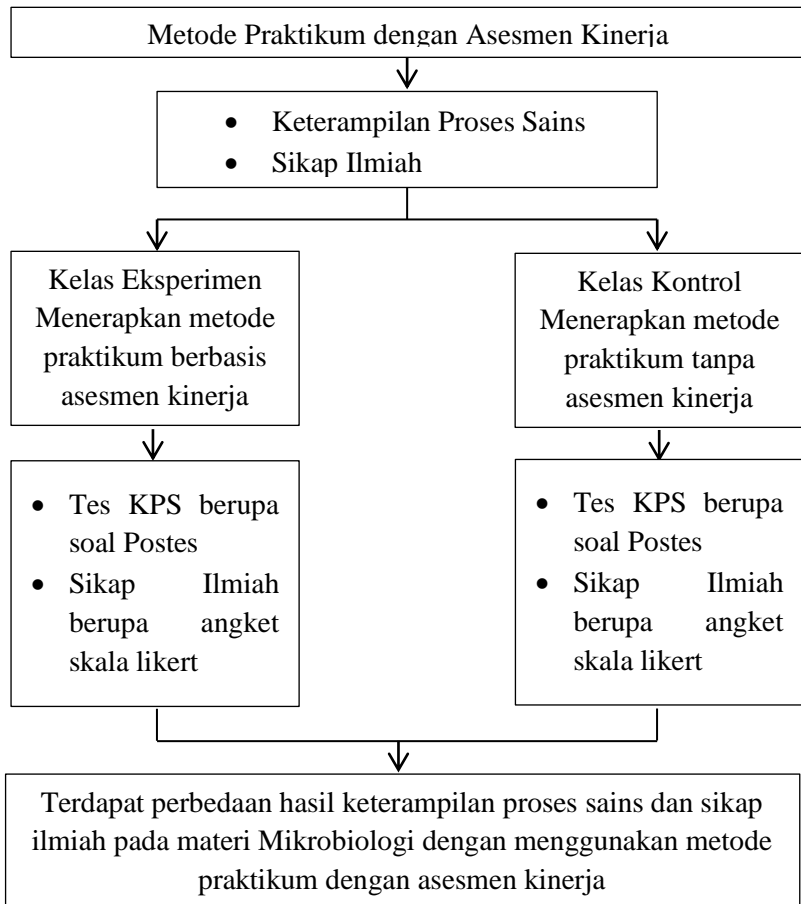 Metode Praktikum dengan Asesmen Kinerja
• Keterampilan Proses Sains
• Sikap Ilmiah
Kelas Eksperimen
Menerapkan metode
praktikum berbasis
asesmen kinerja
Kelas Kontrol
Menerapkan metode
praktikum tanpa
asesmen kinerja
• Tes KPS berupa
soal Postes
• Sikap Ilmiah
berupa angket
skala likert
• Tes KPS berupa
soal Postes
• Sikap Ilmiah
berupa angket
skala likert
Terdapat perbedaan hasil keterampilan proses sains dan sikap
ilmiah pada materi Mikrobiologi dengan menggunakan metode
praktikum dengan asesmen kinerja